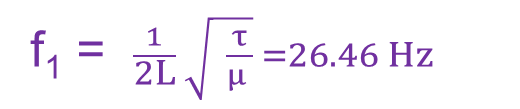 f₁ = 1/2L √τ/μ =26.46 Hz